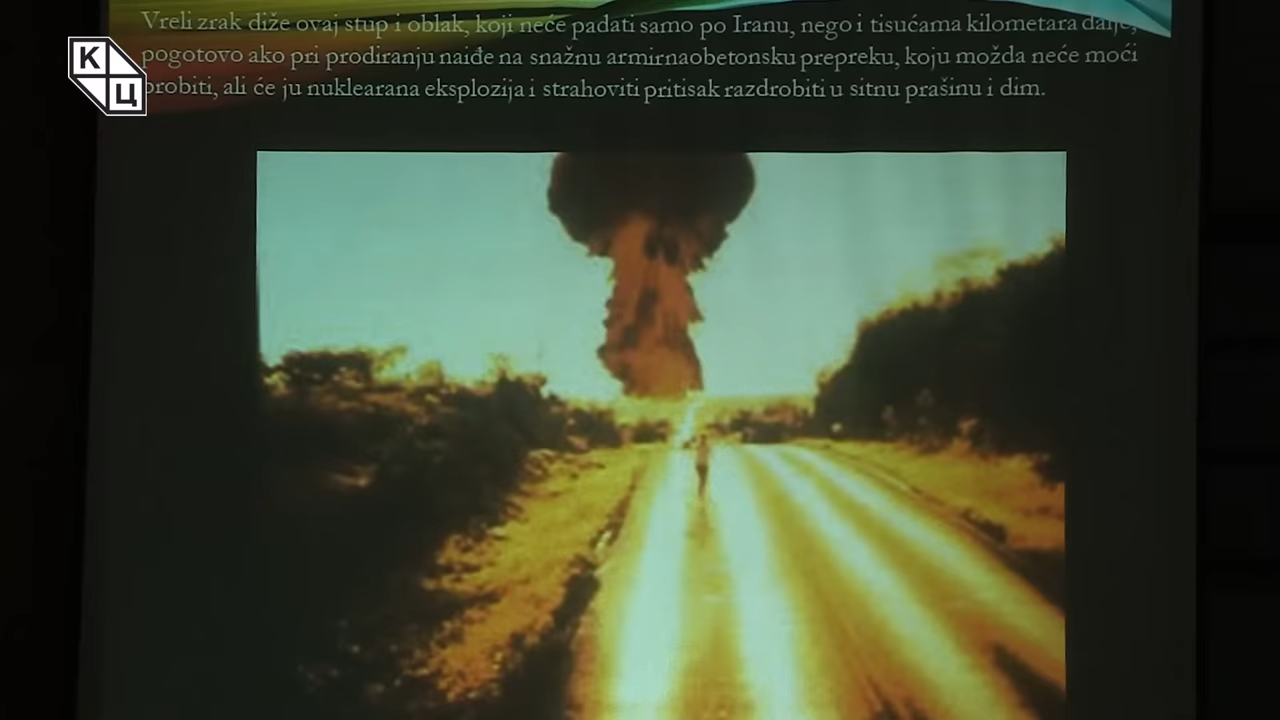 Vreli zrak diže ovaj stup i oblak, koji neće padati samo po Iranu, nego i tisućama kilometara dalje,
К
pogotovo ako pri prodiranju naiđe na snažnu armirnaobetonsku prepreku, koju možda neće moći
Ц
probiti, ali će ju nuklearana eksplozija i strahoviti pritisak razdrobiti u sitnu prašinu i dim.